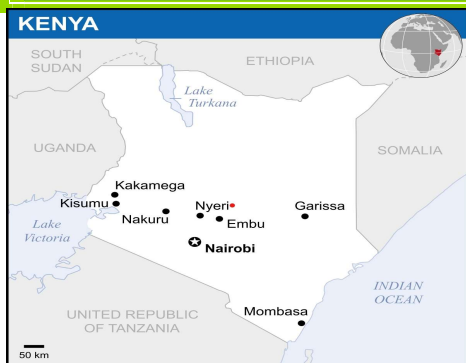 KENYA
SOUTH
SUDAN
ETHIOPIA
Lake
Turkana
UGANDA
SOMALIA
Kakamega
Kisumu
Nyeri
Garissa
Nakuru
Embu
Lake
Victoria
Nairobi
INDIAN
OCEAN
UNITED REPUBLIC
OF TANZANIA
Mombasa
50 km